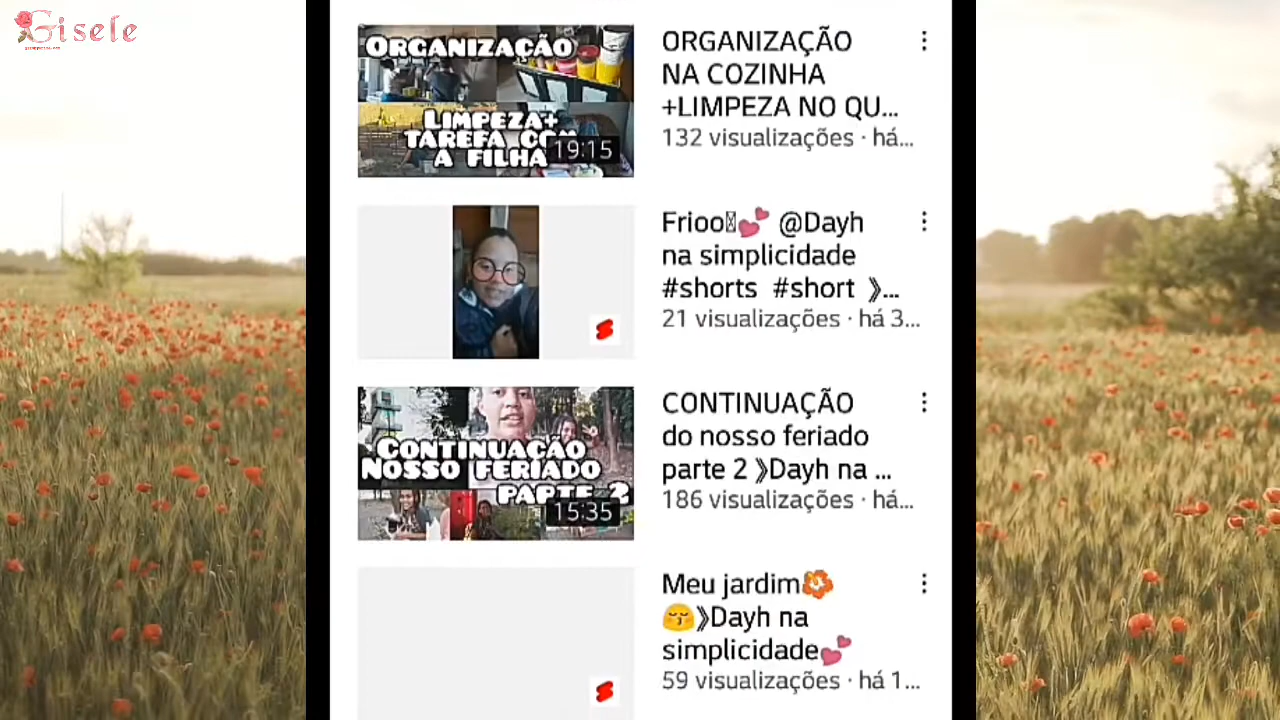 Gisele
ORGANIZAÇÃO
LIMPEZA+
TAREFA COM
A FILHA
19:15
ORGANIZAÇÃO
NA COZINHA
+LIMPEZA NO QU...
132 visualizações · há...
Frioo💕 @Dayh
na simplicidade
#shorts #short 》...
21 visualizações · há 3...
CONTINUAÇÃO
NOSSO FERIADO
PARTE 2
15:35
CONTINUAÇÃO
do nosso feriado
parte 2 》Dayh na ...
186 visualizações · há...
Meu jardim🌺
😚》Dayh na
simplicidade💕
59 visualizações · há 1...